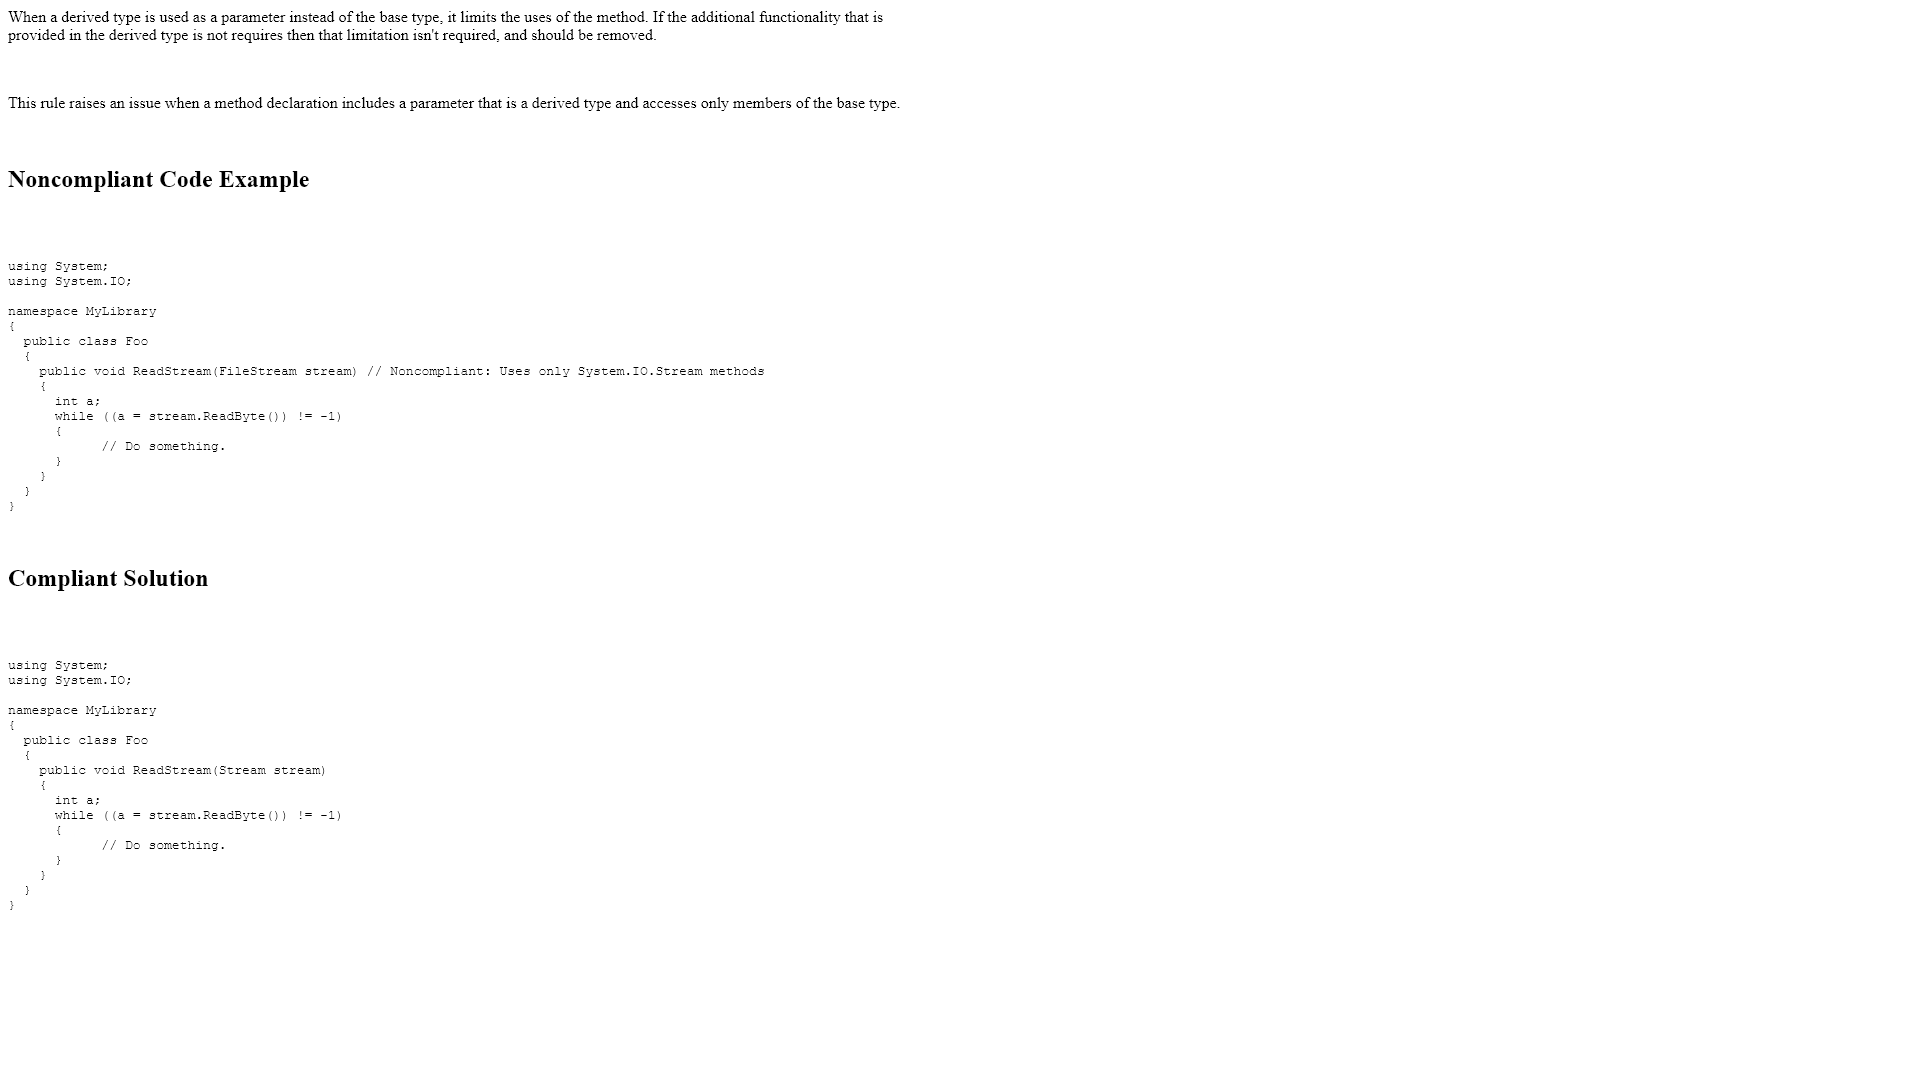 When a derived type is used as a parameter instead of the base type, it limits the uses of the method. If the additional functionality that is
provided in the derived type is not requires then that limitation isn't required, and should be removed.
This rule raises an issue when a method declaration includes a parameter that is a derived type and accesses only members of the base type.
Noncompliant Code Example
using System;
using System.IO;
namespace MyLibrary
{
  public class Foo
  {
    public void ReadStream(FileStream stream) // Noncompliant: Uses only System.IO.Stream methods
    {
      int a;
      while ((a = stream.ReadByte()) != -1)
      {
            // Do something.
      }
    }
  }
}
Compliant Solution
using System;
using System.IO;
namespace MyLibrary
{
  public class Foo
  {
    public void ReadStream(Stream stream)
    {
      int a;
      while ((a = stream.ReadByte()) != -1)
      {
            // Do something.
      }
    }
  }
}